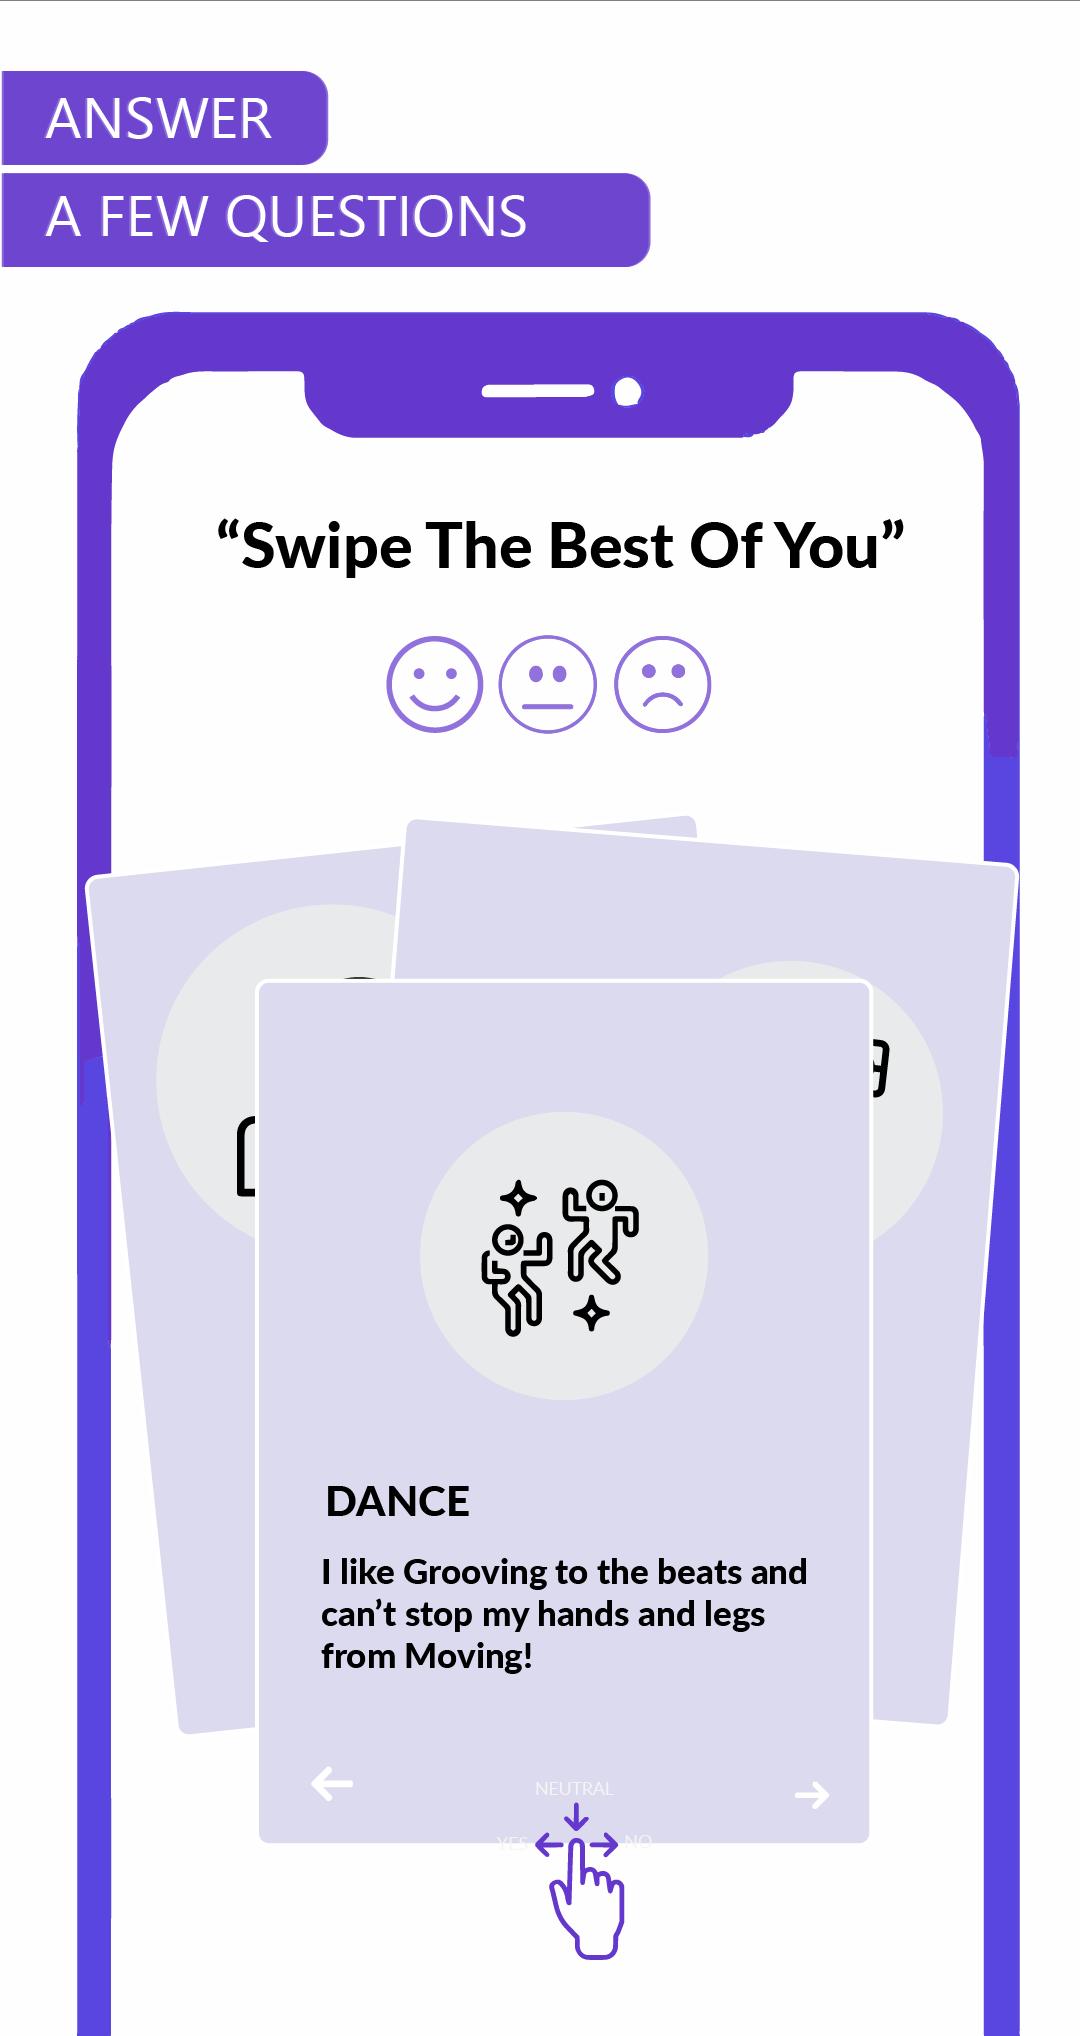 ANSWER
A FEW QUESTIONS
“Swipe The Best Of You”
DANCE
I like Grooving to the beats and
can’t stop my hands and legs
from Moving!
NEUTRAL
YES NO